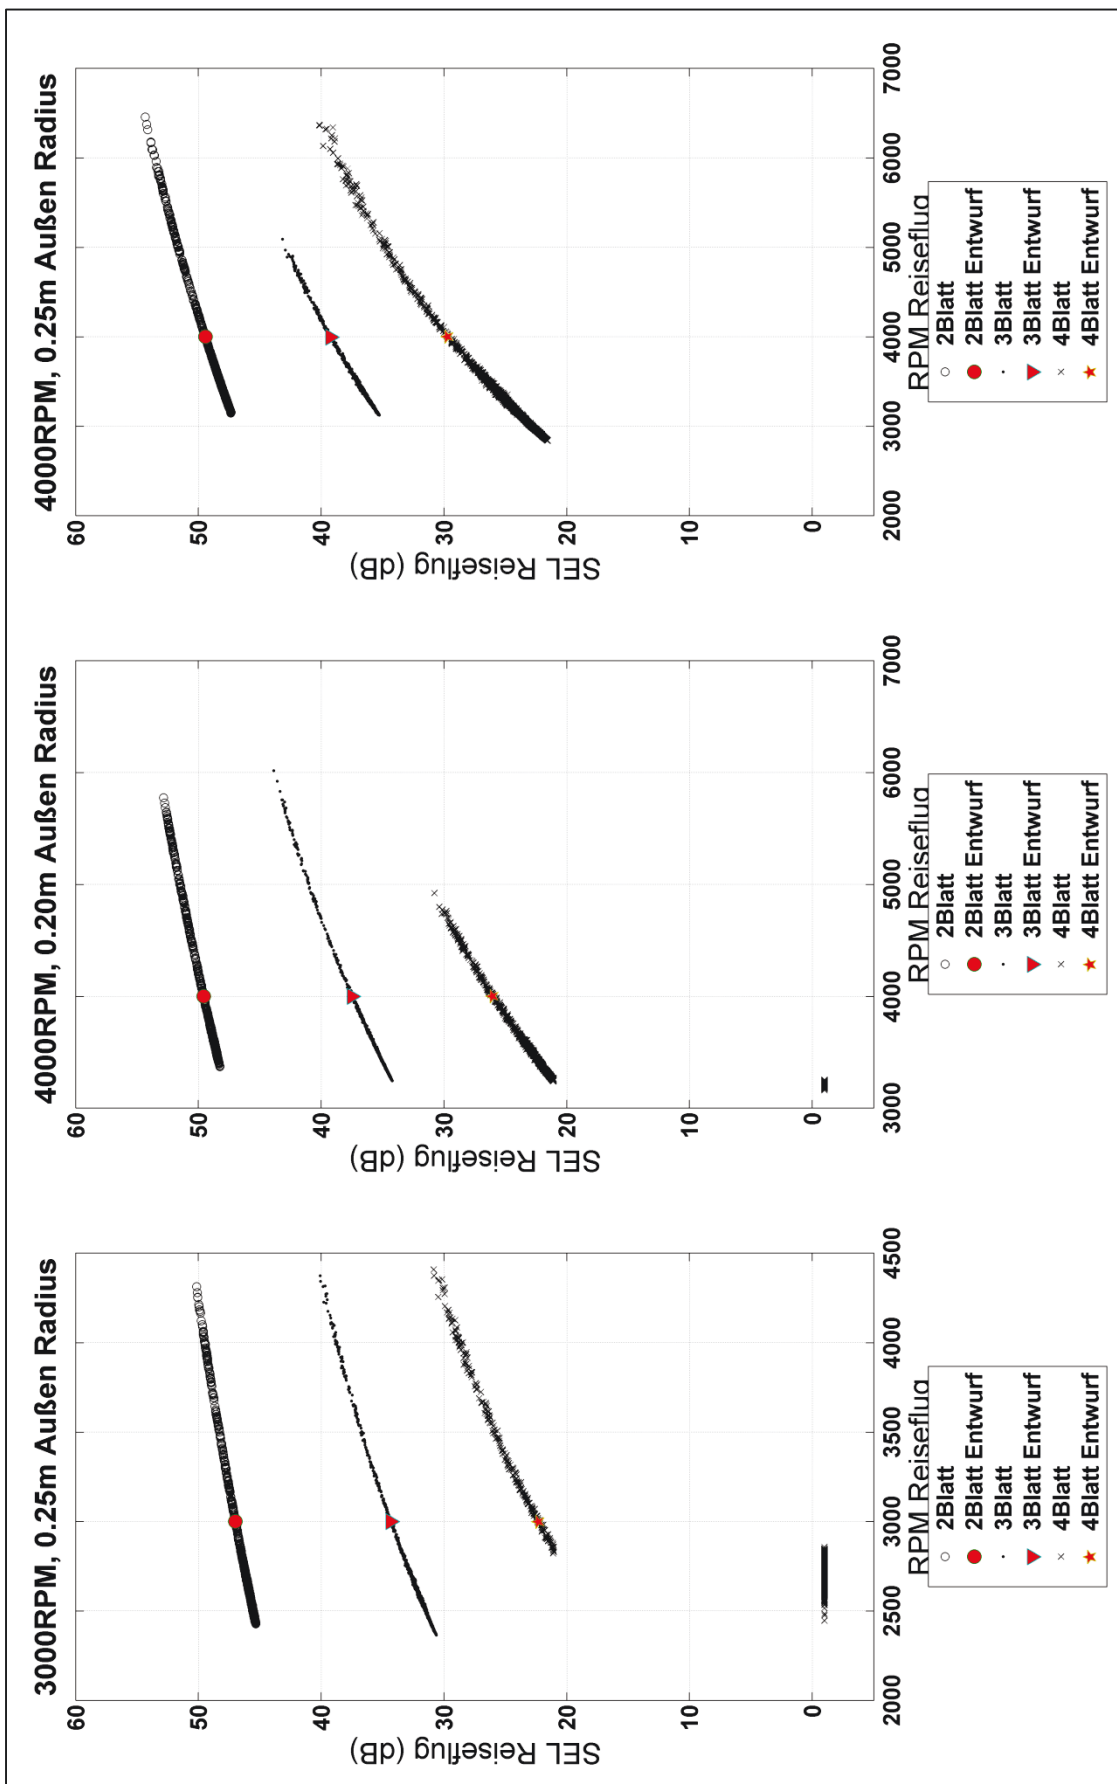 3000RPM, 0.25m Außen Radius
SEL Reiseflug (dB)
60
50
40
30
20
10
0
2000
2500
3000
3500
4000
4500
RPM Reiseflug
2Blatt
2Blatt Entwurf
3Blatt
3Blatt Entwurf
4Blatt
4Blatt Entwurf
4000RPM, 0.20m Außen Radius
SEL Reiseflug (dB)
60
50
40
30
20
10
0
3000
4000
5000
6000
7000
RPM Reiseflug
2Blatt
2Blatt Entwurf
3Blatt
3Blatt Entwurf
4Blatt
4Blatt Entwurf
4000RPM, 0.25m Außen Radius
SEL Reiseflug (dB)
60
50
40
30
20
10
0
2000
3000
4000
5000
6000
7000
RPM Reiseflug
2Blatt
2Blatt Entwurf
3Blatt
3Blatt Entwurf
4Blatt
4Blatt Entwurf